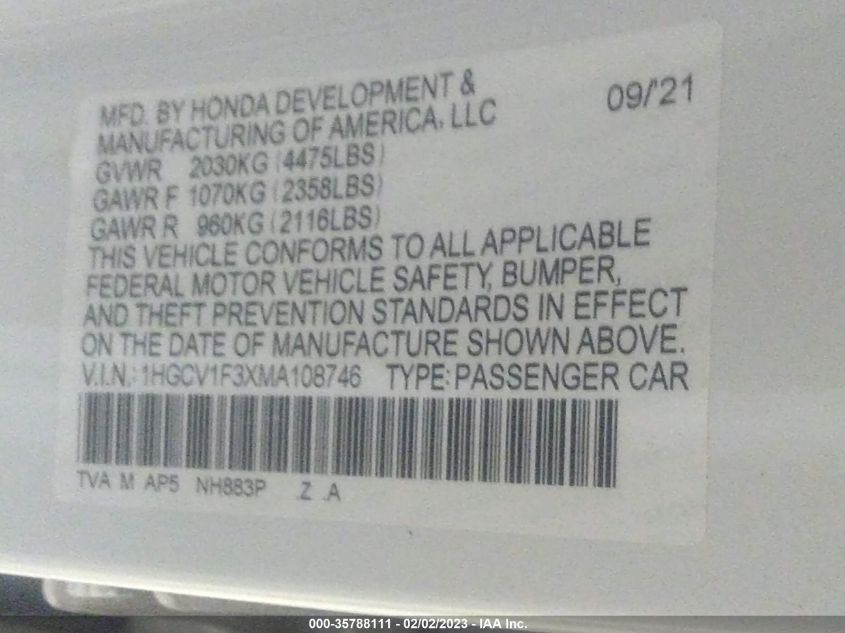 MFD. BY HONDA DEVELOPMENT &
MANUFACTURING OF AMERICA, LLC
09/'21
GVWR 2030KG (4475LBS)
GAWR F 1070KG (2358LBS)
GAWR R 960KG (2116LBS)
THIS VEHICLE CONFORMS TO ALL APPLICABLE
FEDERAL MOTOR VEHICLE SAFETY, BUMPER,
AND THEFT PREVENTION STANDARDS IN EFFECT
ON THE DATE OF MANUFACTURE SHOWN ABOVE.
V.I.N.: 1HGCV1F3XMA108746 TYPE: PASSENGER CAR
TVA M AP5 NH883P .Z .A
000-35788111 - 02/02/2023 - IAA Inc.